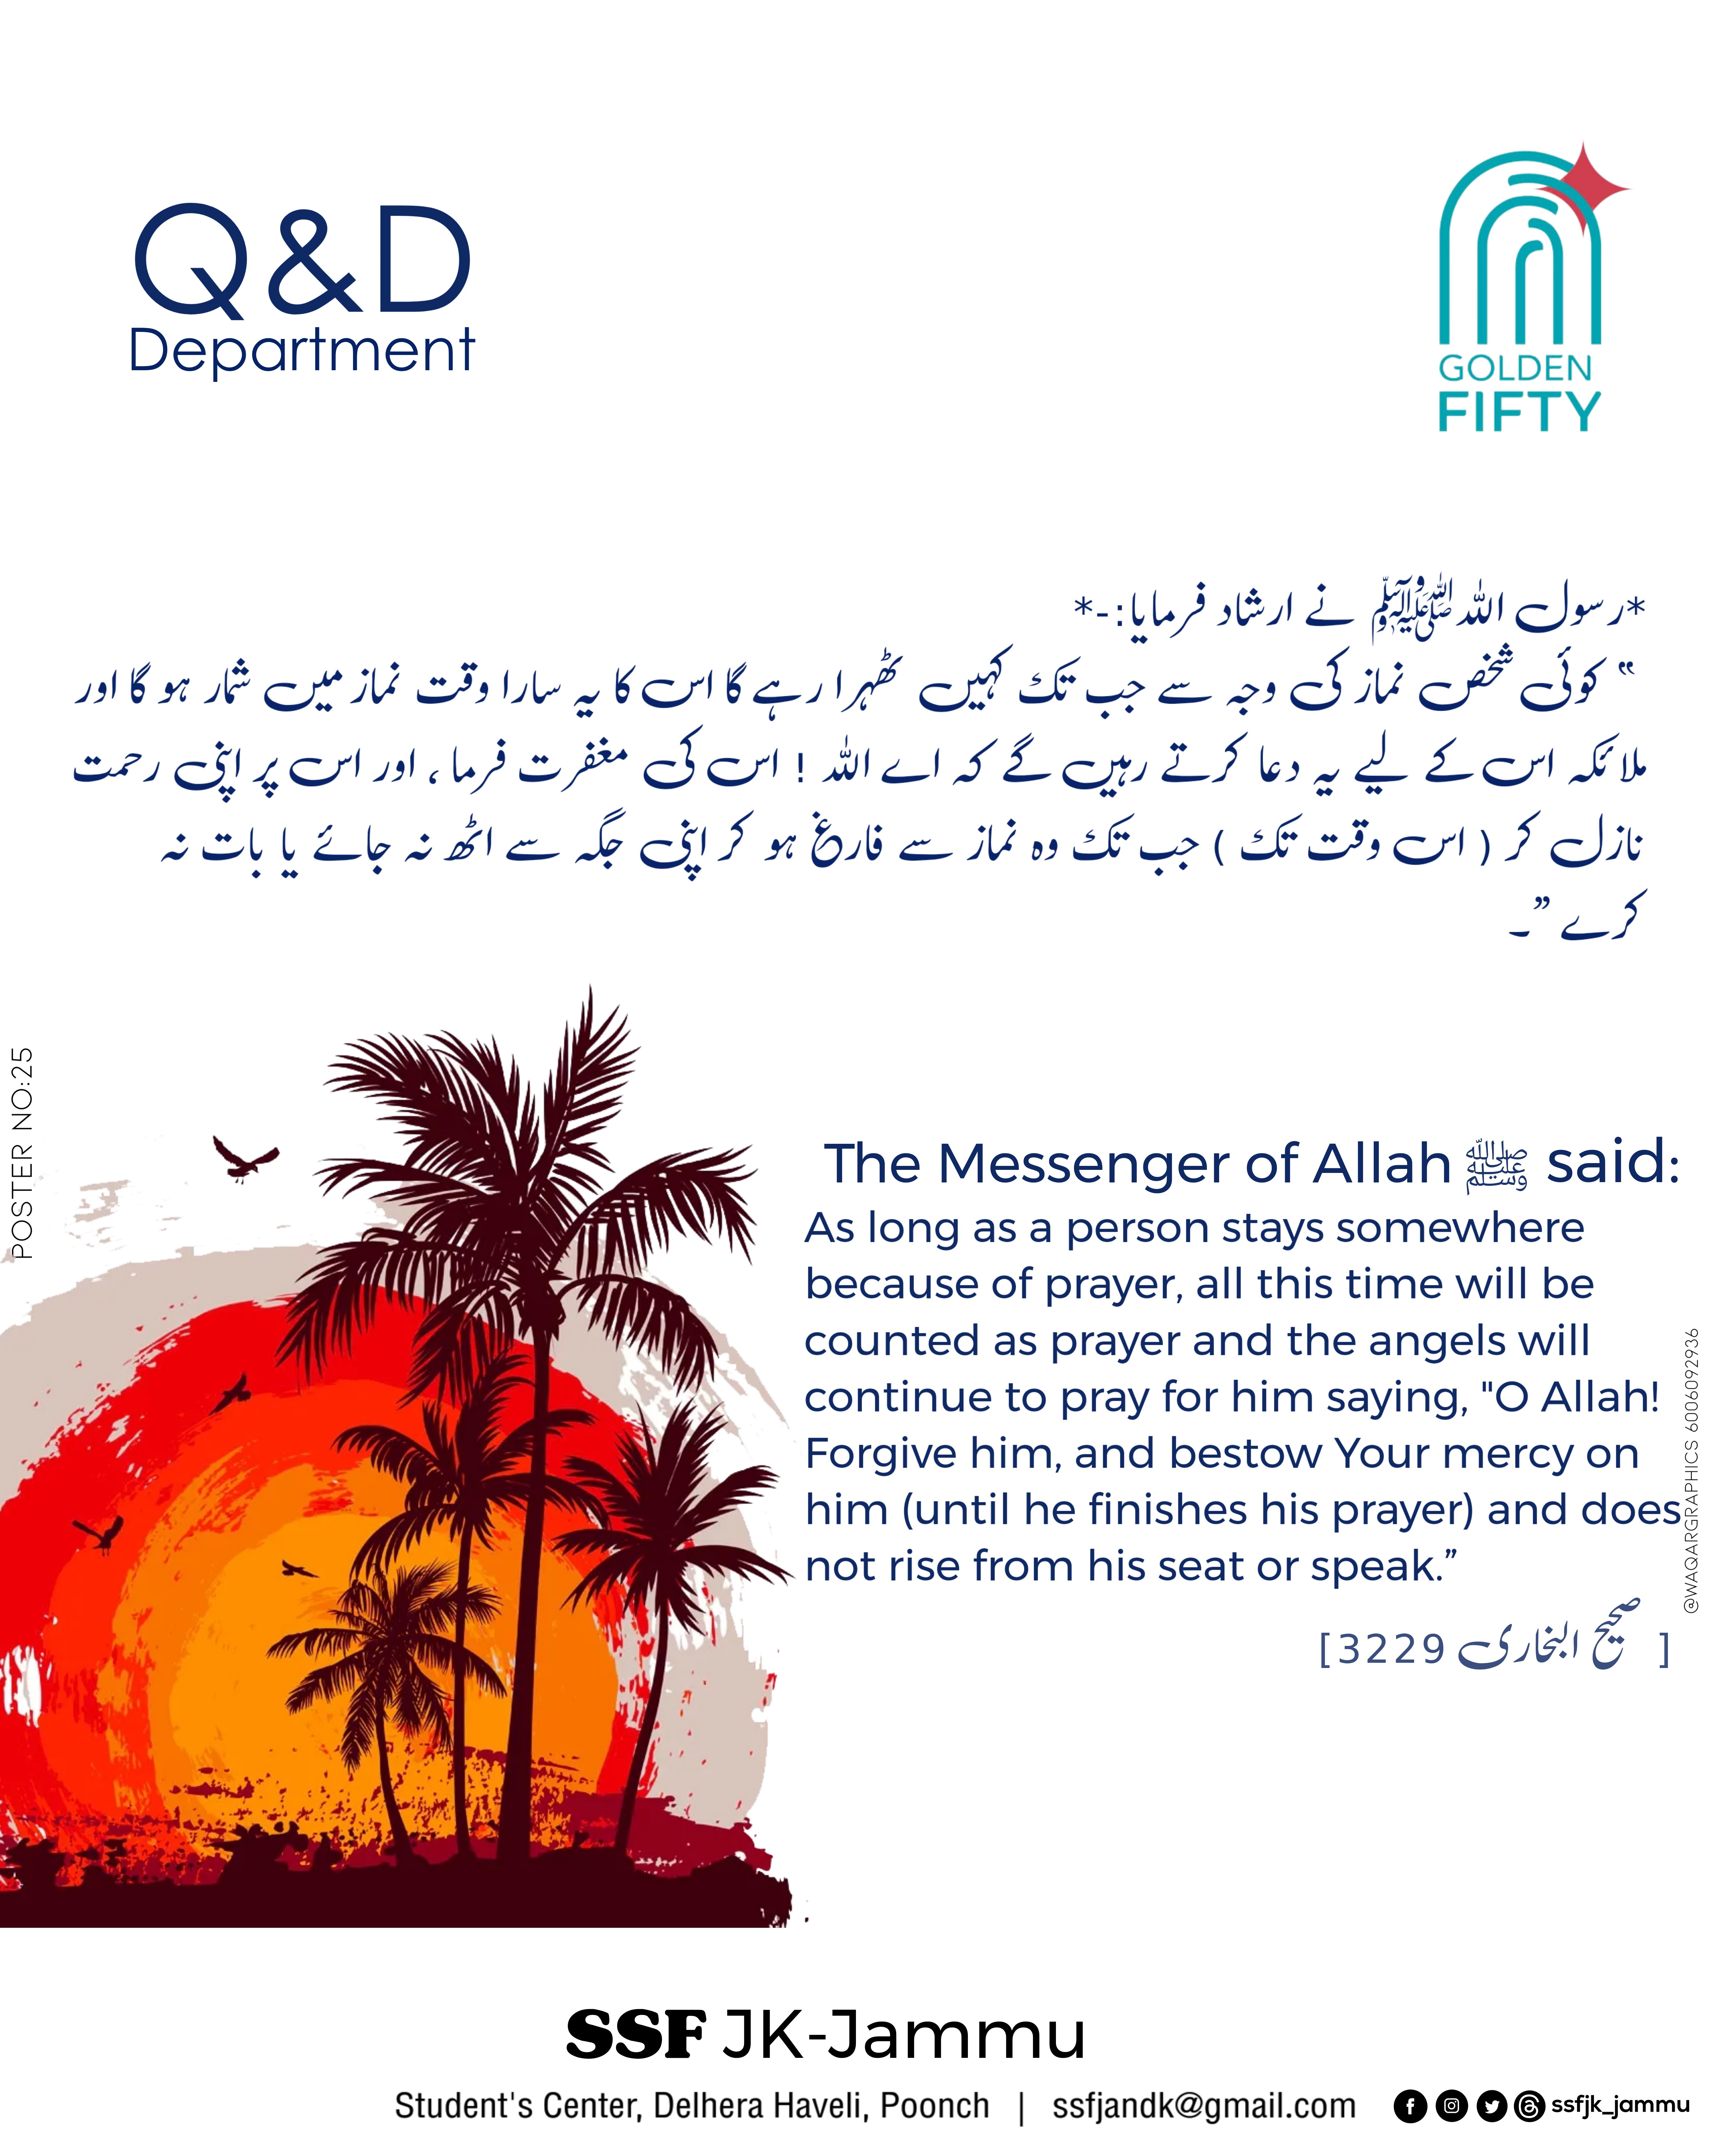 Q&D
Department
GOLDEN
FIFTY
*رسول اللہ ﷺ نے ارشاد فرمایا:-*
“ کوئی شخص نماز کی وجہ سے جب تک کہیں ٹھہرا رہے گا اس کا یہ سارا وقت نماز میں شمار ہو گا اور
ملائکہ اس کے لیے یہ دعا کرتے رہیں گے کہ اے اللہ ! اس کی مغفرت فرما ، اور اس پر اپنی رحمت
نازل کر ( اس وقت تک ) جب تک وہ نماز سے فارغ ہو کر اپنی جگہ سے اٹھ نہ جائے یا بات نہ
کرے ”۔
POSTER NO:25
The Messenger of Allah ﷺ said:
As long as a person stays somewhere
because of prayer, all this time will be
counted as prayer and the angels will
continue to pray for him saying, "O Allah!
Forgive him, and bestow Your mercy on
him (until he finishes his prayer) and does
not rise from his seat or speak.”
[ صحیح البخاری 3229]
@WAQARGRAPHICS 6006092936
SSF JK-Jammu
Student's Center, Delhera Haveli, Poonch | ssfjandk@gmail.com
ssfjk_jammu